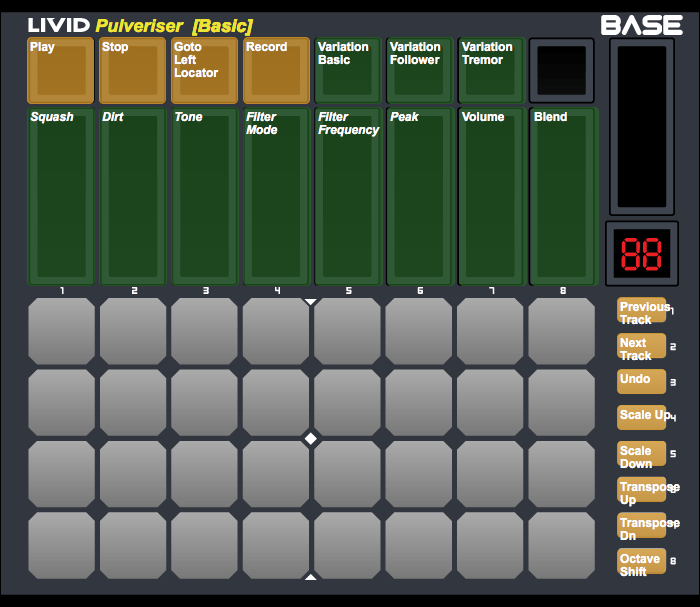 LIVID Pulveriser [Basic]
BASE
Play
Stop
Goto
Left
Locator
Record
Variation
Basic
Variation
Follower
Variation
Tremor
Squash
Dirt
Tone
Filter
Mode
Filter
Frequency
Peak
Volume
Blend
88
1 2 3 4 5 6 7 8
Previous
Track
1
Next
Track
2
Undo
3
Scale Up
4
Scale
Down
5
Transpose
Up
6
Transpose
Dn
Octave
Shift
8